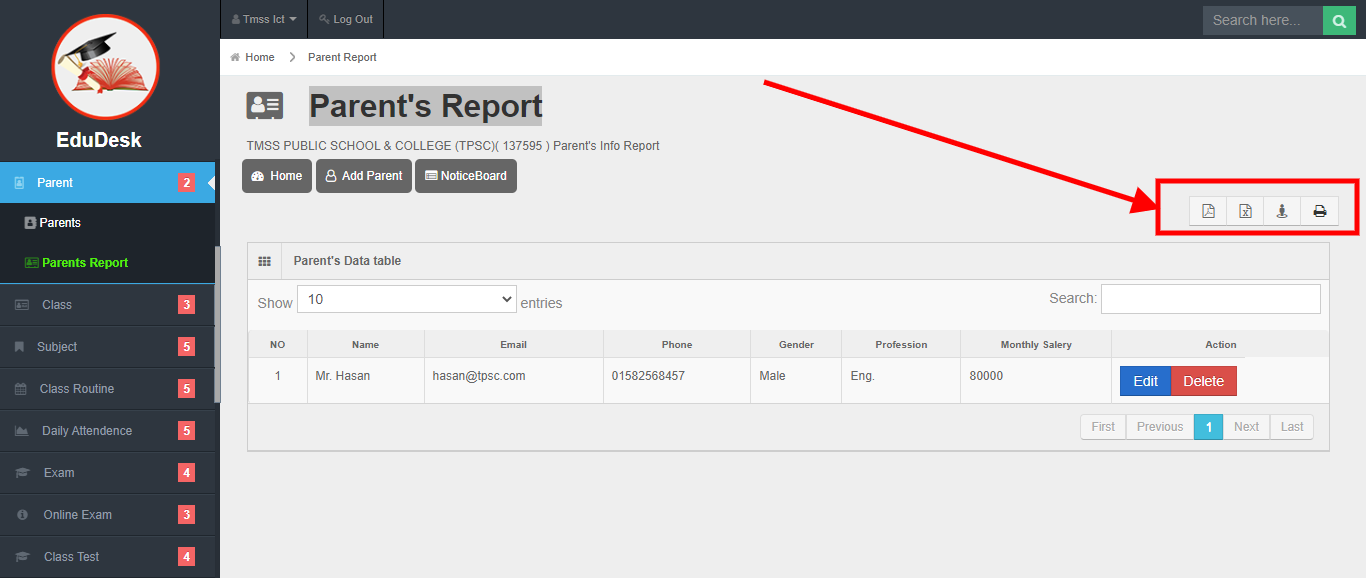 Tmss Ict
Log Out
Search here...
EduDesk
Home
Parent Report
Parent's Report
TMSS PUBLIC SCHOOL & COLLEGE (TPSC)( 137595 ) Parent's Info Report
Home
Add Parent
NoticeBoard
Parent 2
Parents
Parents Report
Class 3
Subject 5
Class Routine 5
Daily Attendence 5
Exam 4
Online Exam 3
Class Test 4
Parent's Data table
Show 10 entries
Search:
NO Name Email Phone Gender Profession Monthly Salery Action
1 Mr. Hasan hasan@tpsc.com 01582568457 Male Eng. 80000 Edit Delete
First Previous 1 Next Last